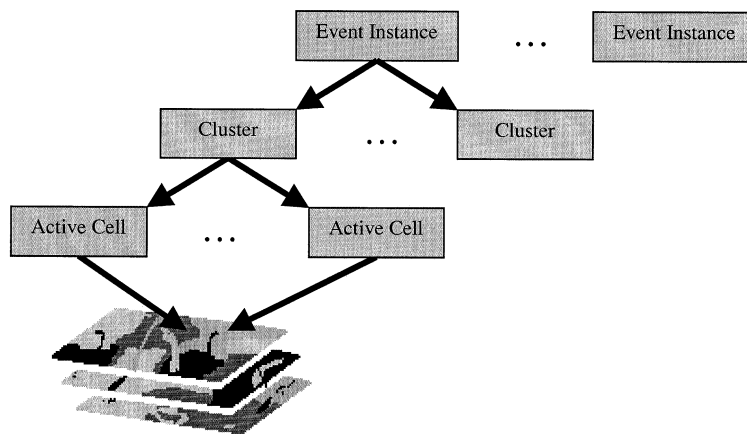 Event Instance ... Event Instance
Cluster ... Cluster
Active Cell ... Active Cell